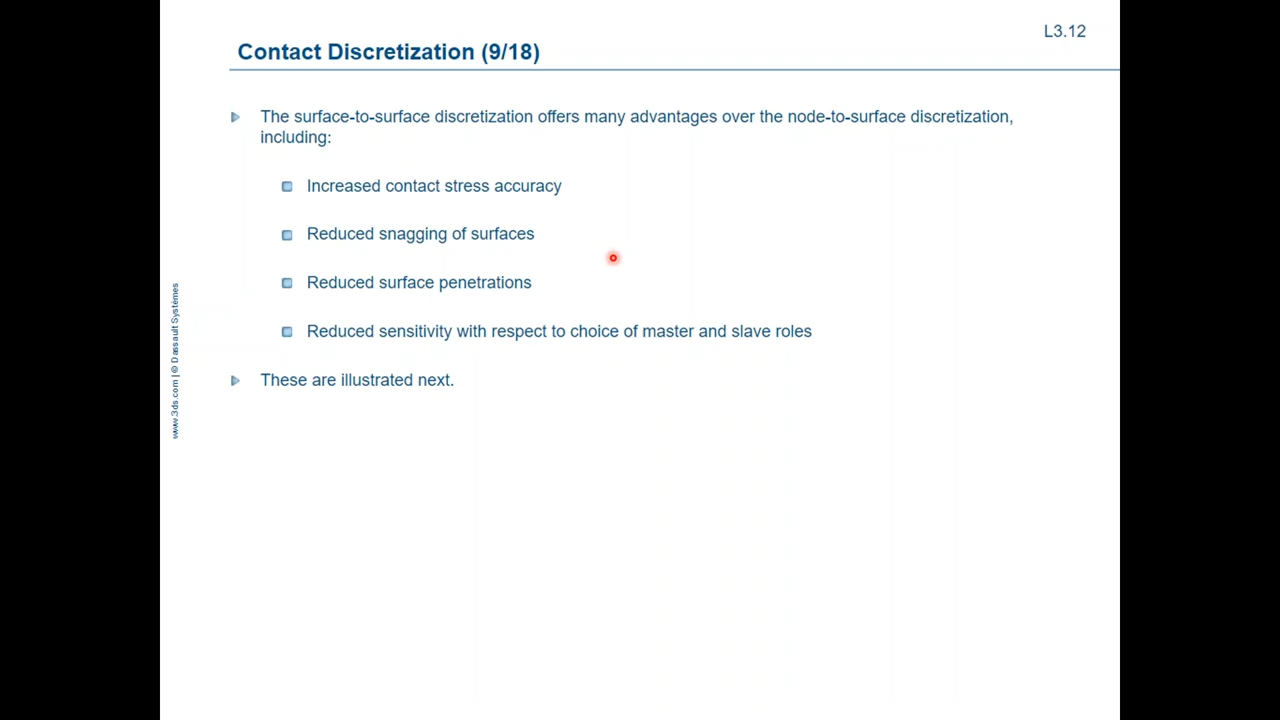 L3.12
Contact Discretization (9/18)
The surface-to-surface discretization offers many advantages over the node-to-surface discretization,
including:
Increased contact stress accuracy
Reduced snagging of surfaces
Reduced surface penetrations
Reduced sensitivity with respect to choice of master and slave roles
These are illustrated next.
www.3ds.com | © Dassault Systèmes